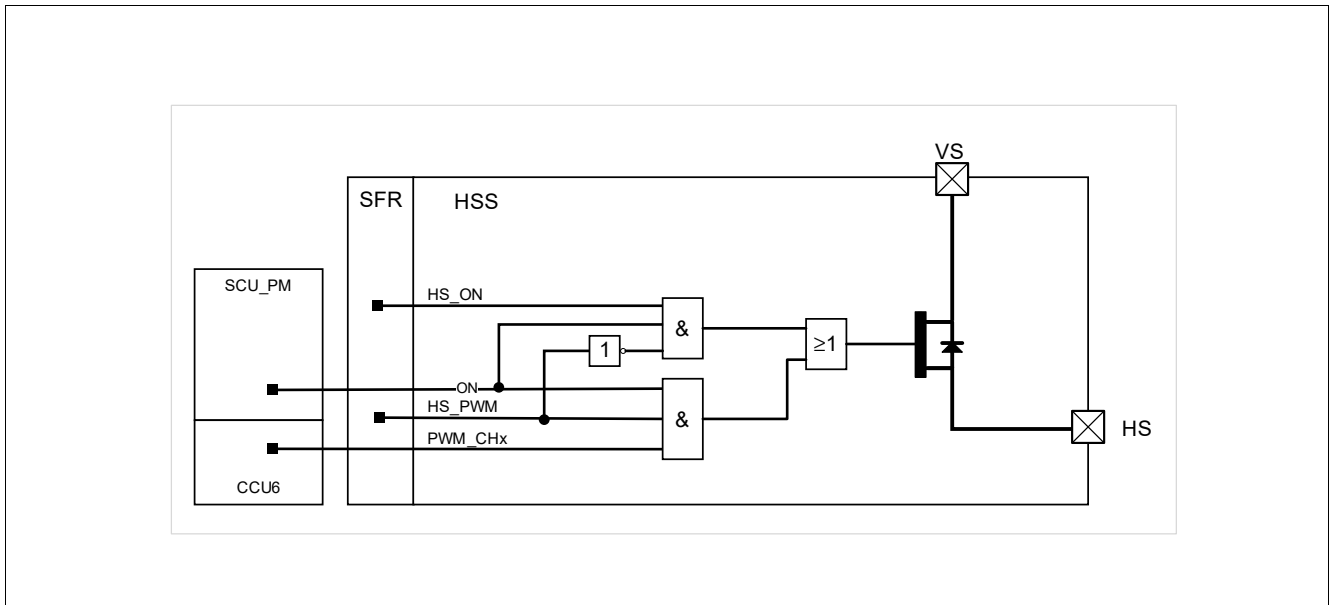 VS
SFR
HSS
SCU_PM
HS_ON
&
1
≥1
ON
HS_PWM
&
HS
PWM_CHx
CCU6